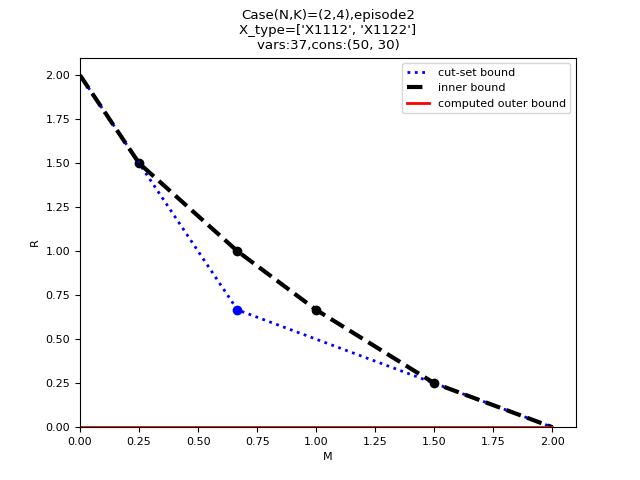 Case(N,K)=(2,4),episode2
X_type=['X1112', 'X1122']
vars:37,cons:(50, 30)
cut-set bound
inner bound
computed outer bound
2.00
1.75
1.50
1.25
1.00
0.75
0.50
0.25
0.00
R
0.00 0.25 0.50 0.75 1.00 1.25 1.50 1.75 2.00
M